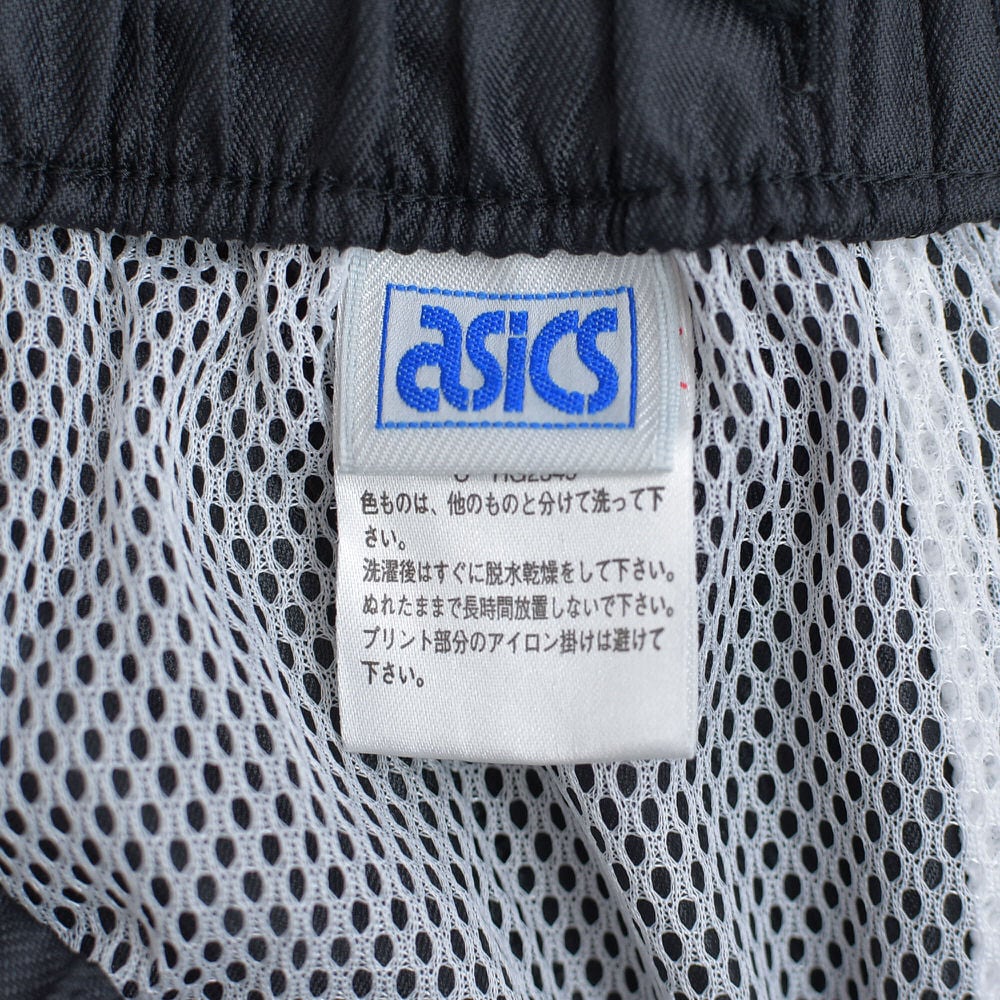 asics
色ものは、他のものと分けて洗って下
さい。
洗濯後はすぐに脱水乾燥をして下さい。
ぬれたままで長時間放置しないで下さい。
プリント部分のアイロン掛けは避けて
下さい。